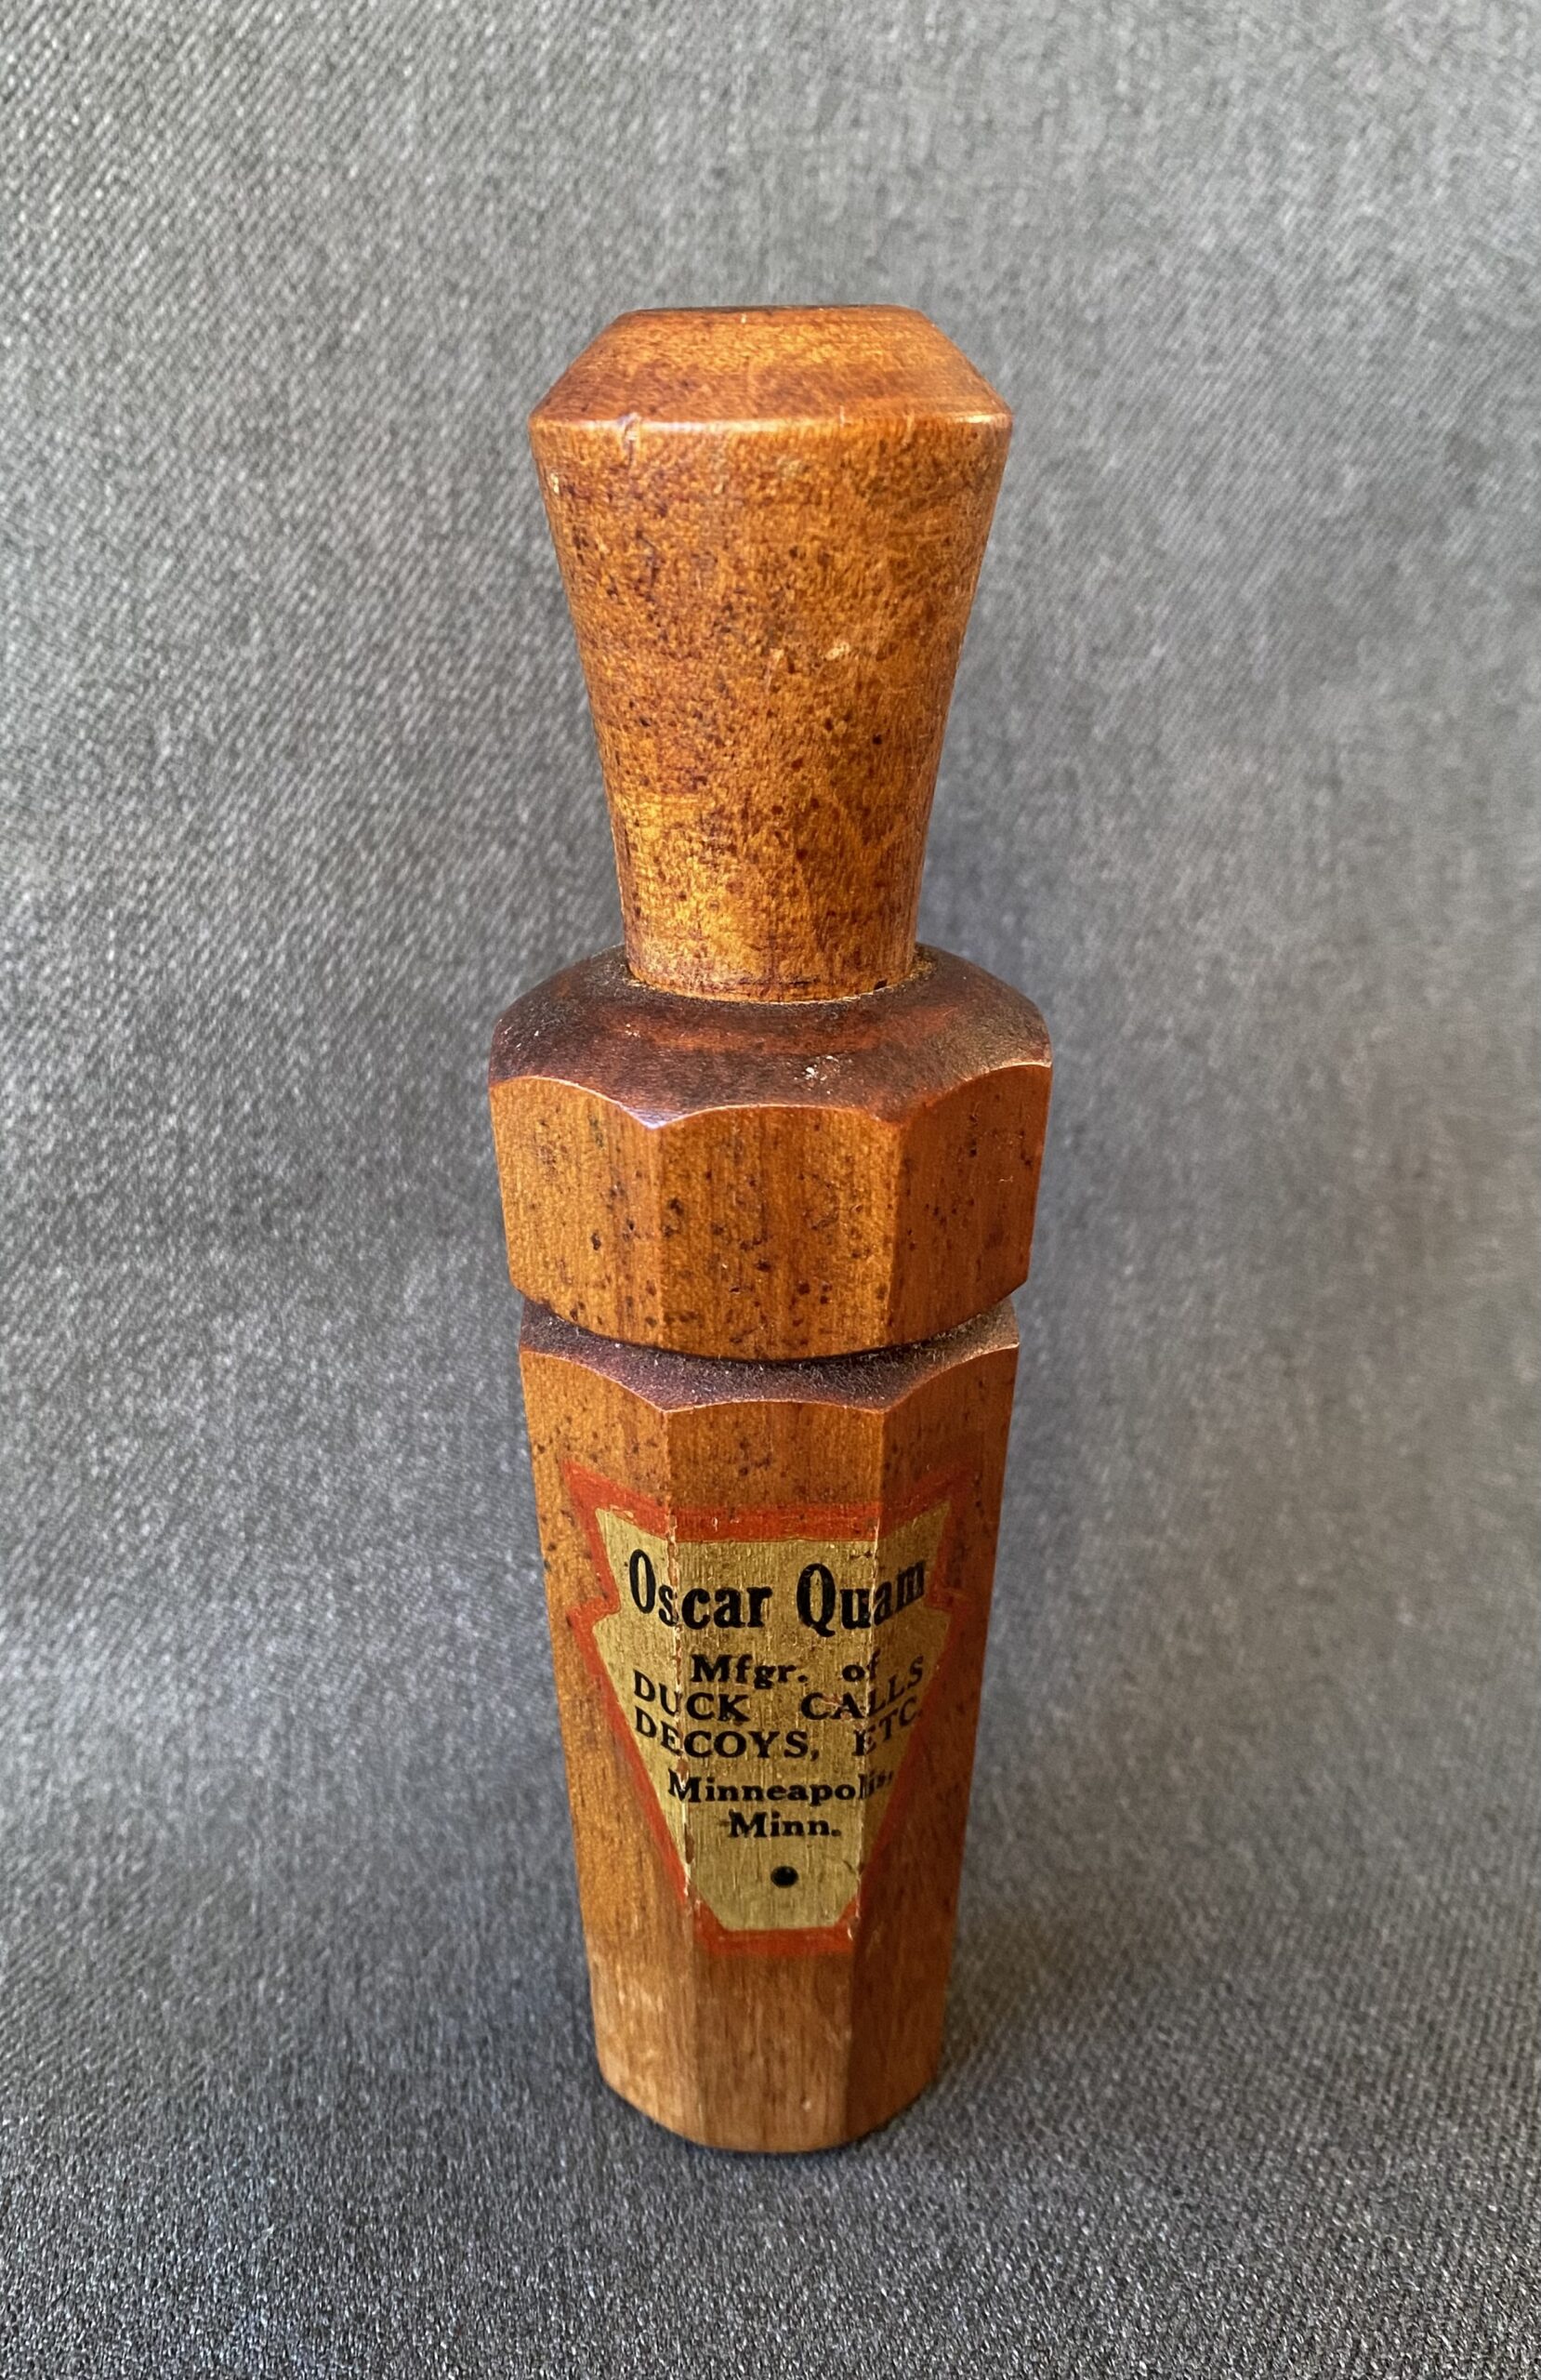 Oscar Quam
Mfgr. of
DUCK CALLS
DECOYS, ETC.
Minneapolis,
Minn.